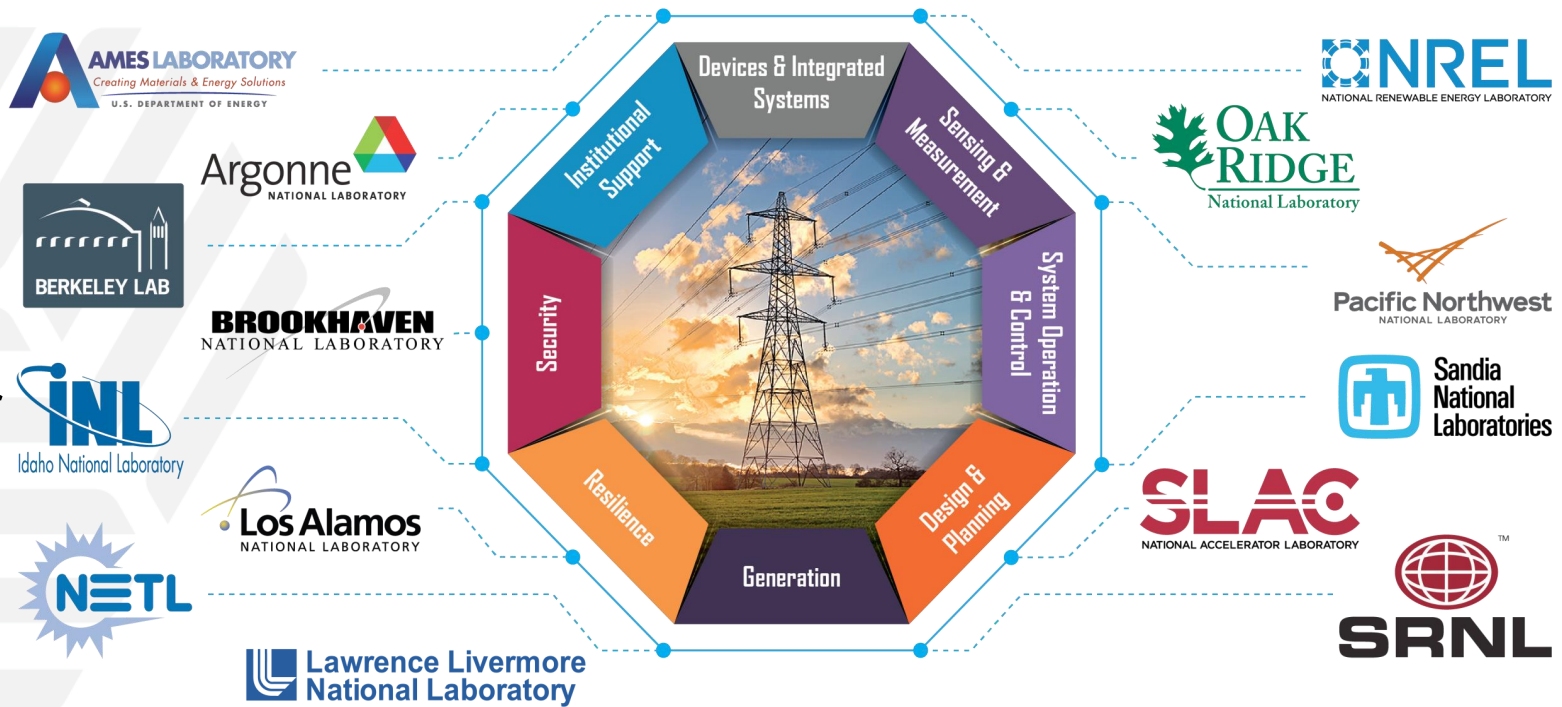 AMES LABORATORY
Creating Materials & Energy Solutions
U.S. DEPARTMENT OF ENERGY
Argonne
NATIONAL LABORATORY
BERKELEY LAB
BROOKHAVEN
NATIONAL LABORATORY
INL
Idaho National Laboratory
Los Alamos
NATIONAL LABORATORY
NETL
Lawrence Livermore
National Laboratory
Devices & Integrated
Systems
Sensing &
Measurement
System Operation
& Control
Design &
Planning
Generation
Resilience
Security
Institutional
Support
NREL
NATIONAL RENEWABLE ENERGY LABORATORY
OAK
RIDGE
National Laboratory
Pacific Northwest
NATIONAL LABORATORY
Sandia
National
Laboratories
SLAC
NATIONAL ACCELERATOR LABORATORY
TM
SRNL